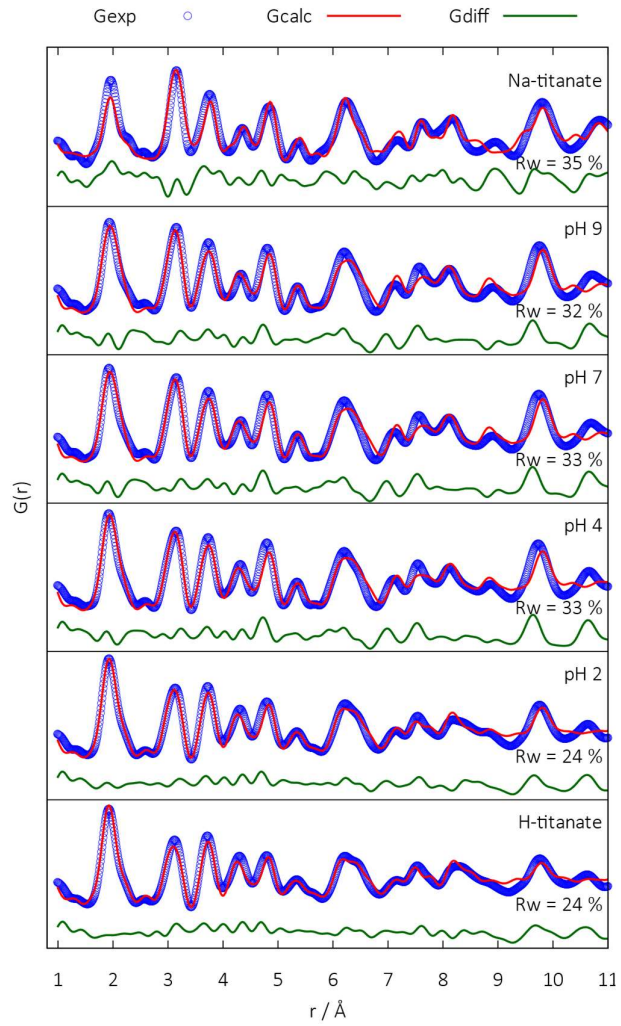 Gexp Gcalc Gdiff
Na-titanate
Rw = 35 %
pH 9
Rw = 32 %
pH 7
Rw = 33 %
pH 4
Rw = 33 %
pH 2
Rw = 24 %
H-titanate
Rw = 24 %
G(r)
1 2 3 4 5 6 7 8 9 10 11
r / Å